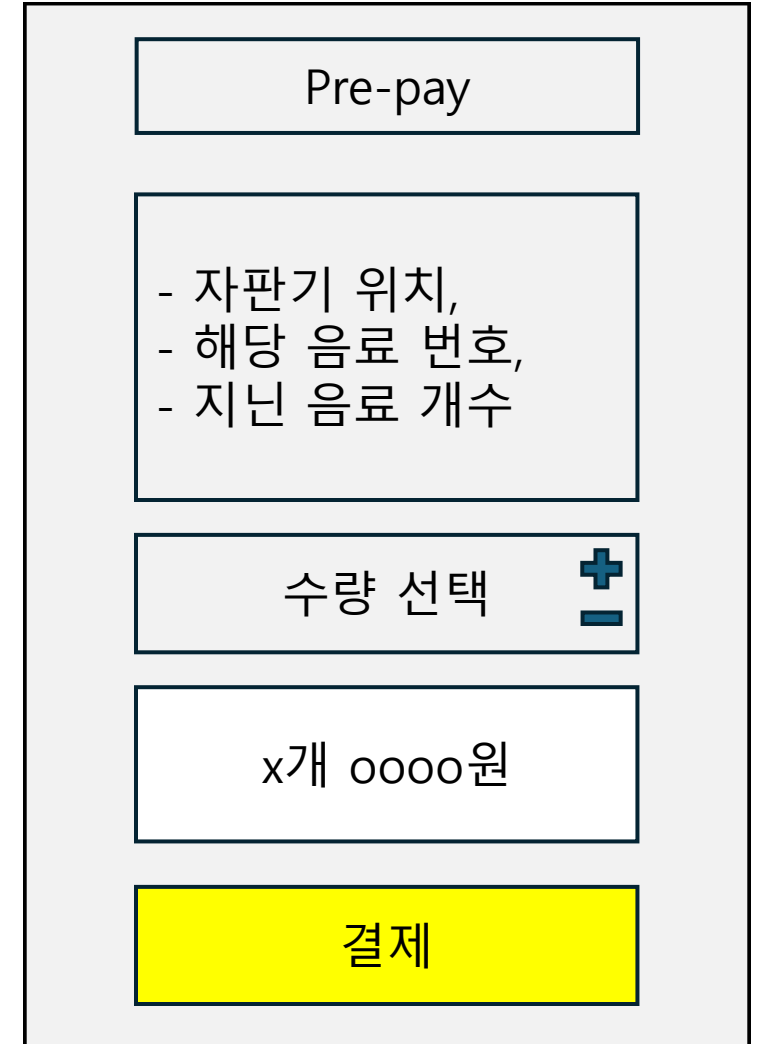 Pre-pay
- 자판기 위치,
- 해당 음료 번호,
- 지닌 음료 개수
수량 선택
x개 oooo원
결제